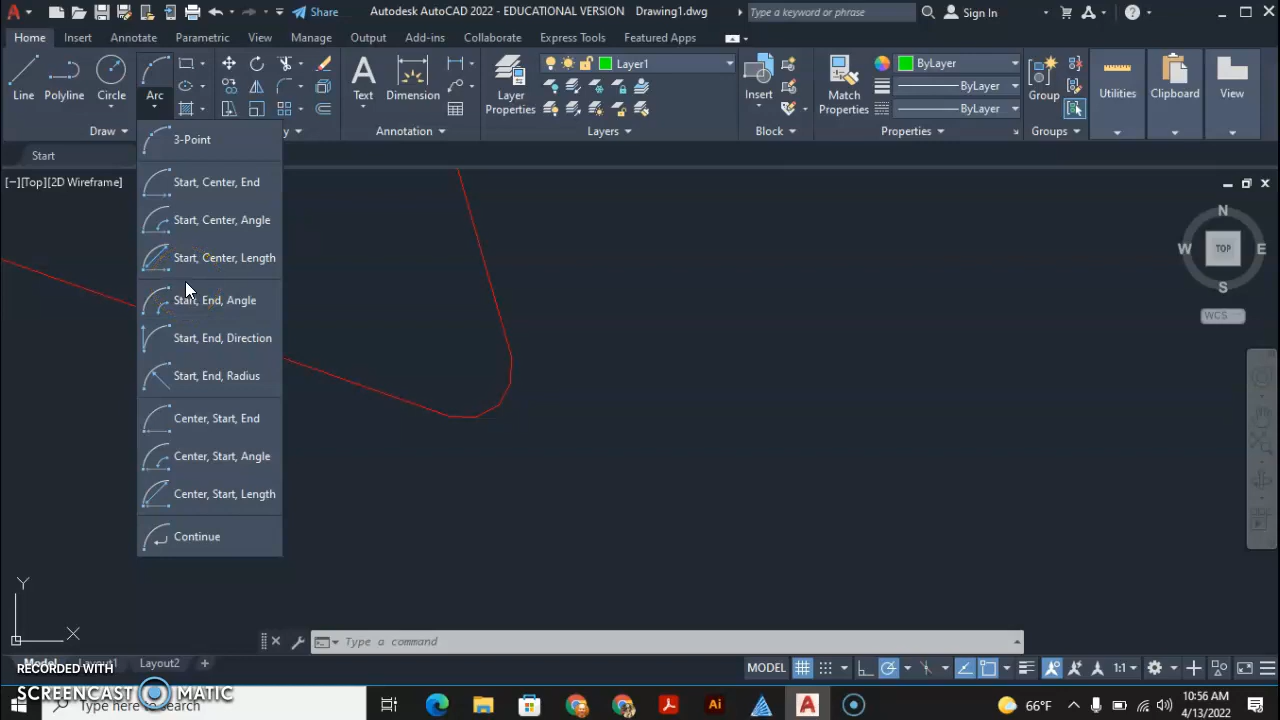 Share
Autodesk AutoCAD 2022 - EDUCATIONAL VERSION Drawing1.dwg
Type a keyword or phrase
Sign In
Home Insert Annotate Parametric View Manage Output Add-ins Collaborate Express Tools Featured Apps
Line
Polyline
Circle
Arc
Text
Dimension
Layer
Properties
Layer1
Insert
Match
Properties
ByLayer
ByLayer
ByLayer
Group
Utilities
Clipboard
View
Draw
Annotation
Layers
Block
Properties
Groups
Start
[−][Top][2D Wireframe]
3-Point
Start, Center, End
Start, Center, Angle
Start, Center, Length
Start, End, Angle
Start, End, Direction
Start, End, Radius
Center, Start, End
Center, Start, Angle
Center, Start, Length
Continue
N
W TOP E
S
WCS
Y
X
Type a command
Layout2
MODEL
1:1
RECORDED WITH
SCREENCAST MATIC
Type here to search
66°F
10:56 AM
4/13/2022